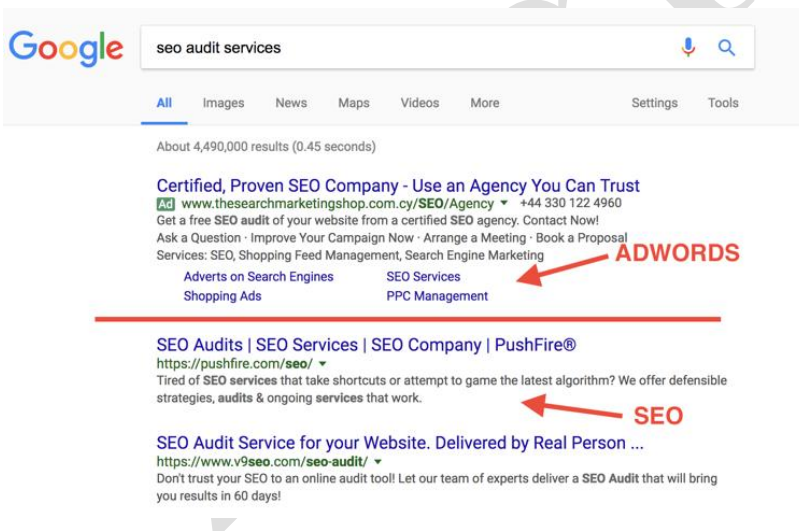 Google seo audit services
All Images News Maps Videos More Settings Tools
About 4,490,000 results (0.45 seconds)
Certified, Proven SEO Company - Use an Agency You Can Trust
Ad www.thesearchmarketingshop.com.cy/SEO/Agency ▼ +44 330 122 4960
Get a free SEO audit of your website from a certified SEO agency. Contact Now!
Ask a Question · Improve Your Campaign Now · Arrange a Meeting · Book a Proposal
Services: SEO, Shopping Feed Management, Search Engine Marketing
ADWORDS
Adverts on Search Engines SEO Services
Shopping Ads PPC Management
SEO Audits | SEO Services | SEO Company | PushFire®
https://pushfire.com/seo/ ▼
Tired of SEO services that take shortcuts or attempt to game the latest algorithm? We offer defensible
strategies, audits & ongoing services that work.
SEO
SEO Audit Service for your Website. Delivered by Real Person ...
https://www.v9seo.com/seo-audit/ ▼
Don't trust your SEO to an online audit tool! Let our team of experts deliver a SEO Audit that will bring
you results in 60 days!